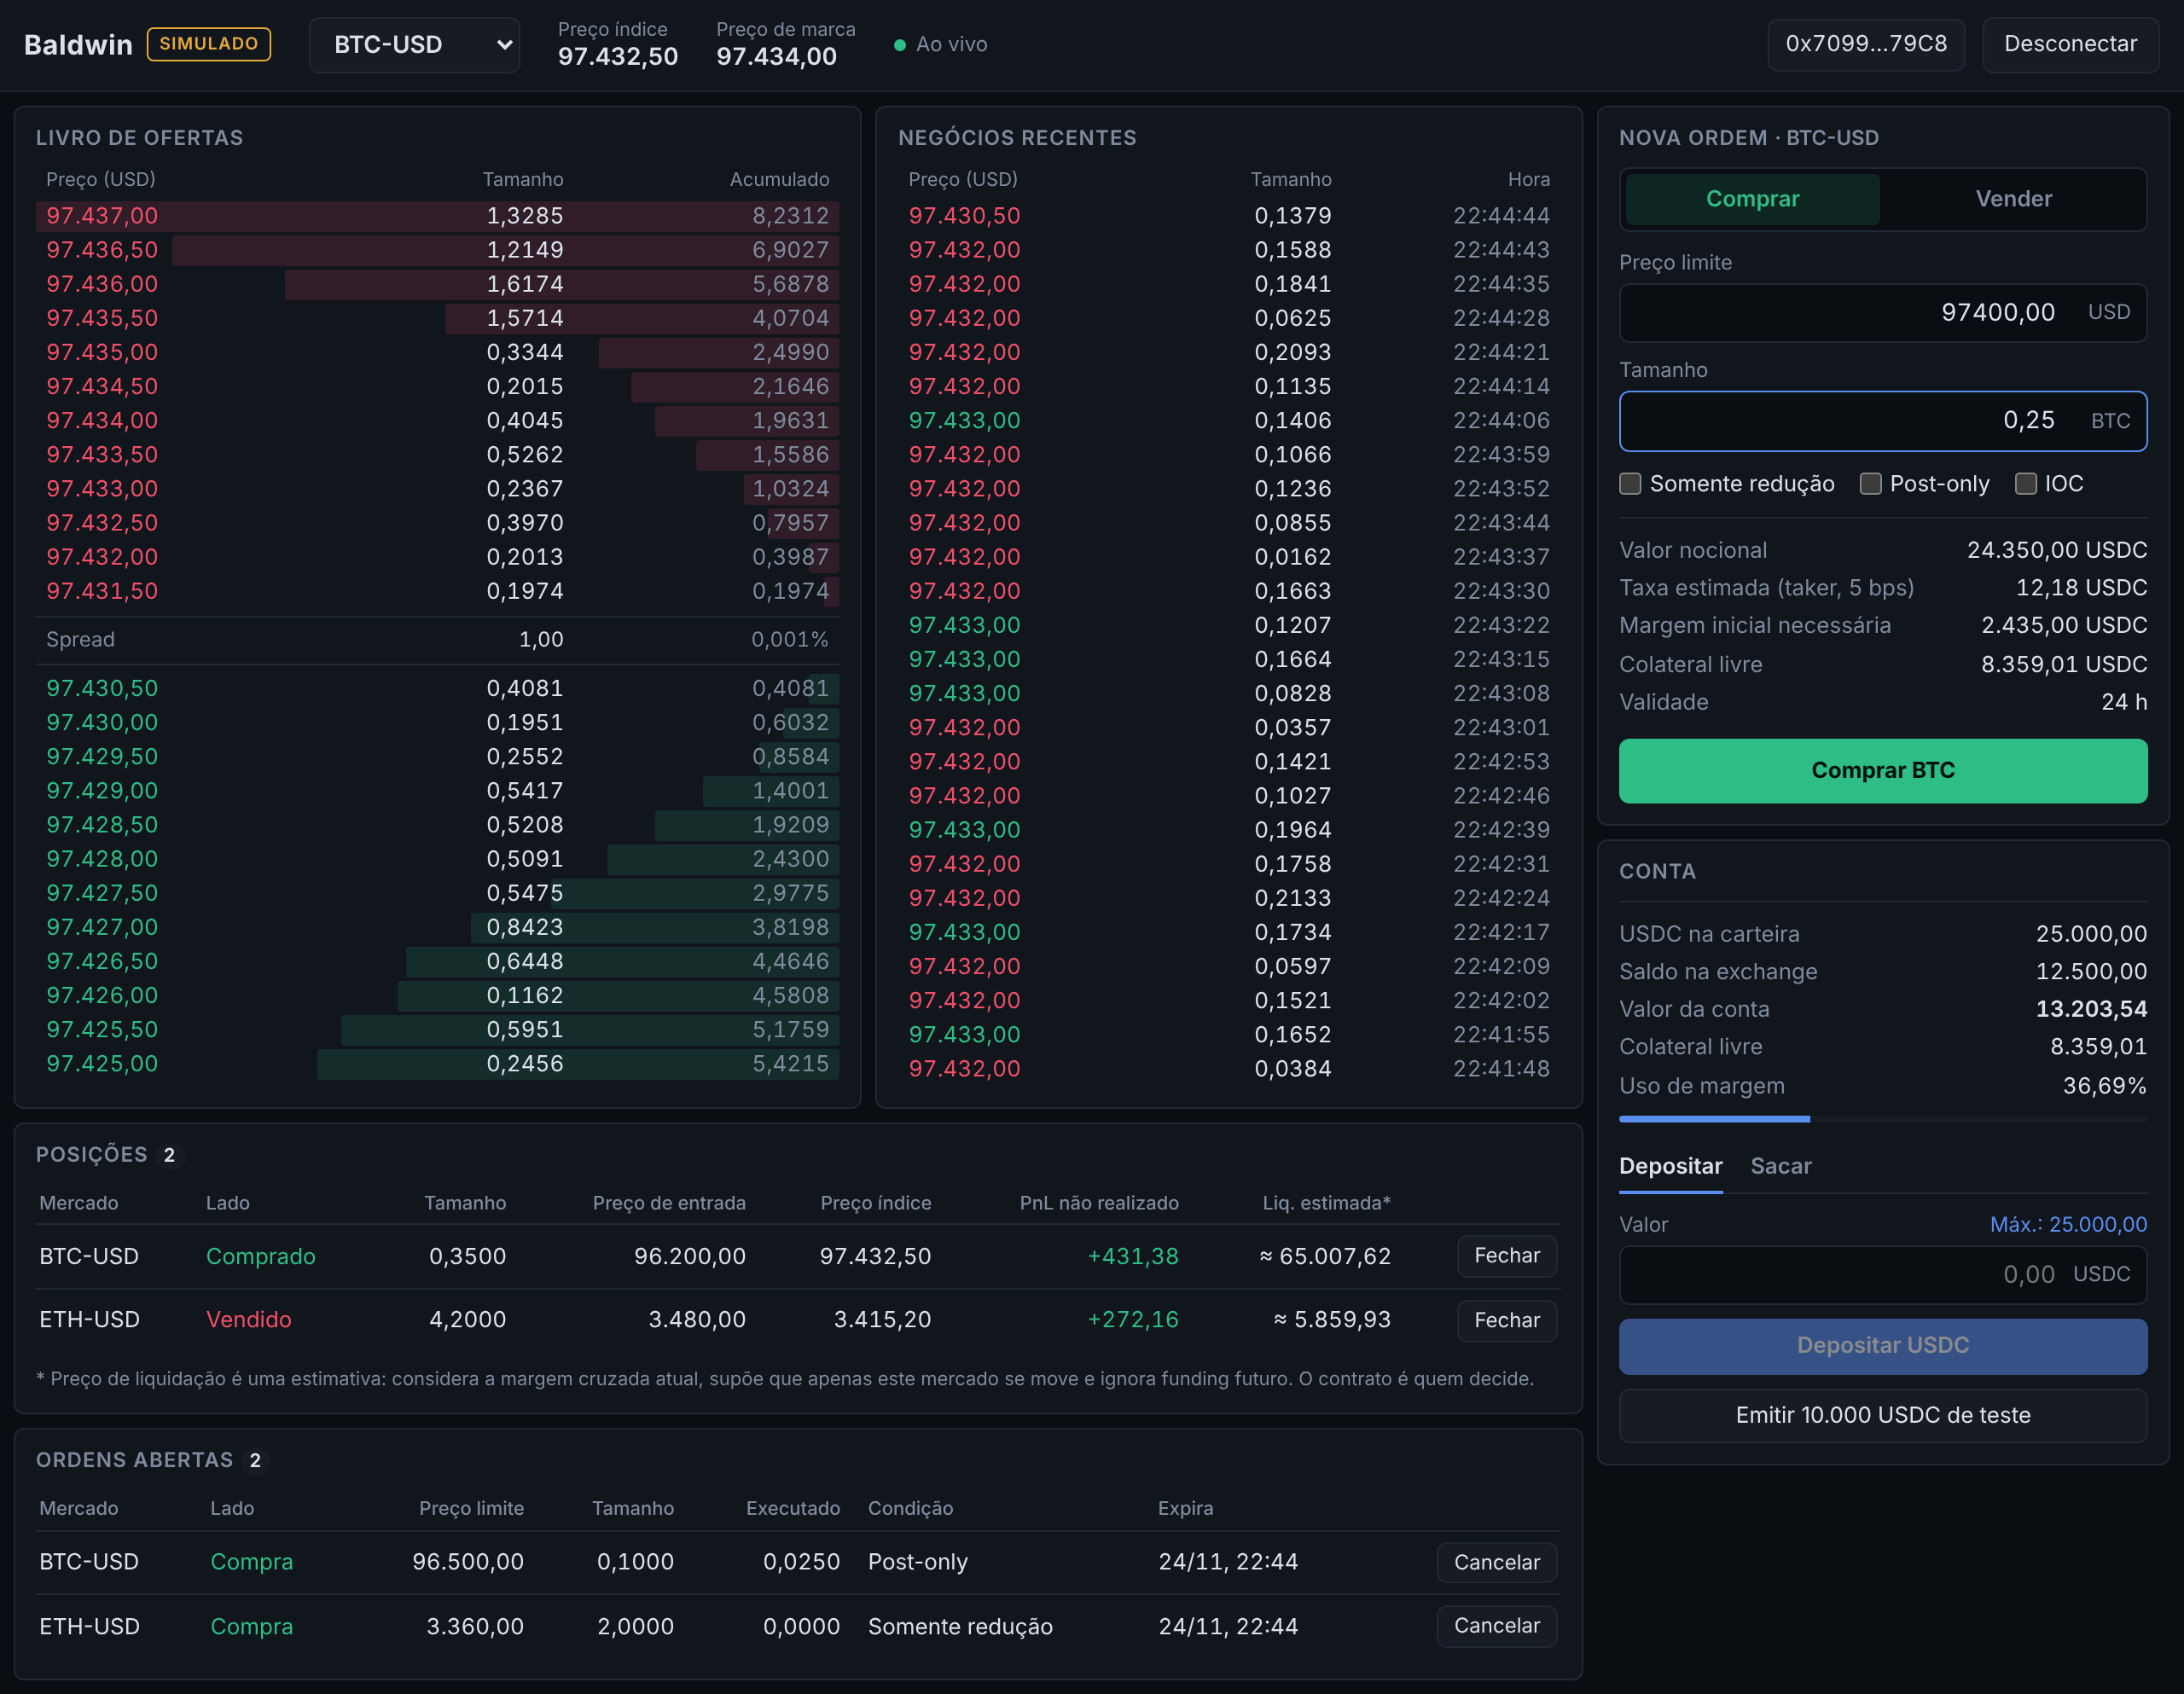 Baldwin SIMULADO BTC-USD Preço índice 97.432,50 Preço de marca 97.434,00 Ao vivo 0x7099...79C8 Desconectar
LIVRO DE OFERTAS
Preço (USD) Tamanho Acumulado
97.437,00 1,3285 8,2312
97.436,50 1,2149 6,9027
97.436,00 1,6174 5,6878
97.435,50 1,5714 4,0704
97.435,00 0,3344 2,4990
97.434,50 0,2015 2,1646
97.434,00 0,4045 1,9631
97.433,50 0,5262 1,5586
97.433,00 0,2367 1,0324
97.432,50 0,3970 0,7957
97.432,00 0,2013 0,3987
97.431,50 0,1974 0,1974
Spread 1,00 0,001%
97.430,50 0,4081 0,4081
97.430,00 0,1951 0,6032
97.429,50 0,2552 0,8584
97.429,00 0,5417 1,4001
97.428,50 0,5208 1,9209
97.428,00 0,5091 2,4300
97.427,50 0,5475 2,9775
97.427,00 0,8423 3,8198
97.426,50 0,6448 4,4646
97.426,00 0,1162 4,5808
97.425,50 0,5951 5,1759
97.425,00 0,2456 5,4215
NEGÓCIOS RECENTES
Preço (USD) Tamanho Hora
97.430,50 0,1379 22:44:44
97.432,00 0,1588 22:44:43
97.432,00 0,1841 22:44:35
97.432,00 0,0625 22:44:28
97.432,00 0,2093 22:44:21
97.432,00 0,1135 22:44:14
97.433,00 0,1406 22:44:06
97.432,00 0,1066 22:43:59
97.432,00 0,1236 22:43:52
97.432,00 0,0855 22:43:44
97.432,00 0,0162 22:43:37
97.432,00 0,1663 22:43:30
97.433,00 0,1207 22:43:22
97.433,00 0,1664 22:43:15
97.433,00 0,0828 22:43:08
97.432,00 0,0357 22:43:01
97.432,00 0,1421 22:42:53
97.432,00 0,1027 22:42:46
97.433,00 0,1964 22:42:39
97.432,00 0,1758 22:42:31
97.432,00 0,2133 22:42:24
97.433,00 0,1734 22:42:17
97.432,00 0,0597 22:42:09
97.432,00 0,1521 22:42:02
97.433,00 0,1652 22:41:55
97.432,00 0,0384 22:41:48
NOVA ORDEM · BTC-USD
Comprar Vender
Preço limite
97400,00 USD
Tamanho
0,25 BTC
Somente redução Post-only IOC
Valor nocional 24.350,00 USDC
Taxa estimada (taker, 5 bps) 12,18 USDC
Margem inicial necessária 2.435,00 USDC
Colateral livre 8.359,01 USDC
Validade 24 h
Comprar BTC
CONTA
USDC na carteira 25.000,00
Saldo na exchange 12.500,00
Valor da conta 13.203,54
Colateral livre 8.359,01
Uso de margem 36,69%
Depositar Sacar
Valor Máx.: 25.000,00
0,00 USDC
Depositar USDC
Emitir 10.000 USDC de teste
POSIÇÕES 2
Mercado Lado Tamanho Preço de entrada Preço índice PnL não realizado Liq. estimada*
BTC-USD Comprado 0,3500 96.200,00 97.432,50 +431,38 ≈ 65.007,62 Fechar
ETH-USD Vendido 4,2000 3.480,00 3.415,20 +272,16 ≈ 5.859,93 Fechar
* Preço de liquidação é uma estimativa: considera a margem cruzada atual, supõe que apenas este mercado se move e ignora funding futuro. O contrato é quem decide.
ORDENS ABERTAS 2
Mercado Lado Preço limite Tamanho Executado Condição Expira
BTC-USD Compra 96.500,00 0,1000 0,0250 Post-only 24/11, 22:44 Cancelar
ETH-USD Compra 3.360,00 2,0000 0,0000 Somente redução 24/11, 22:44 Cancelar